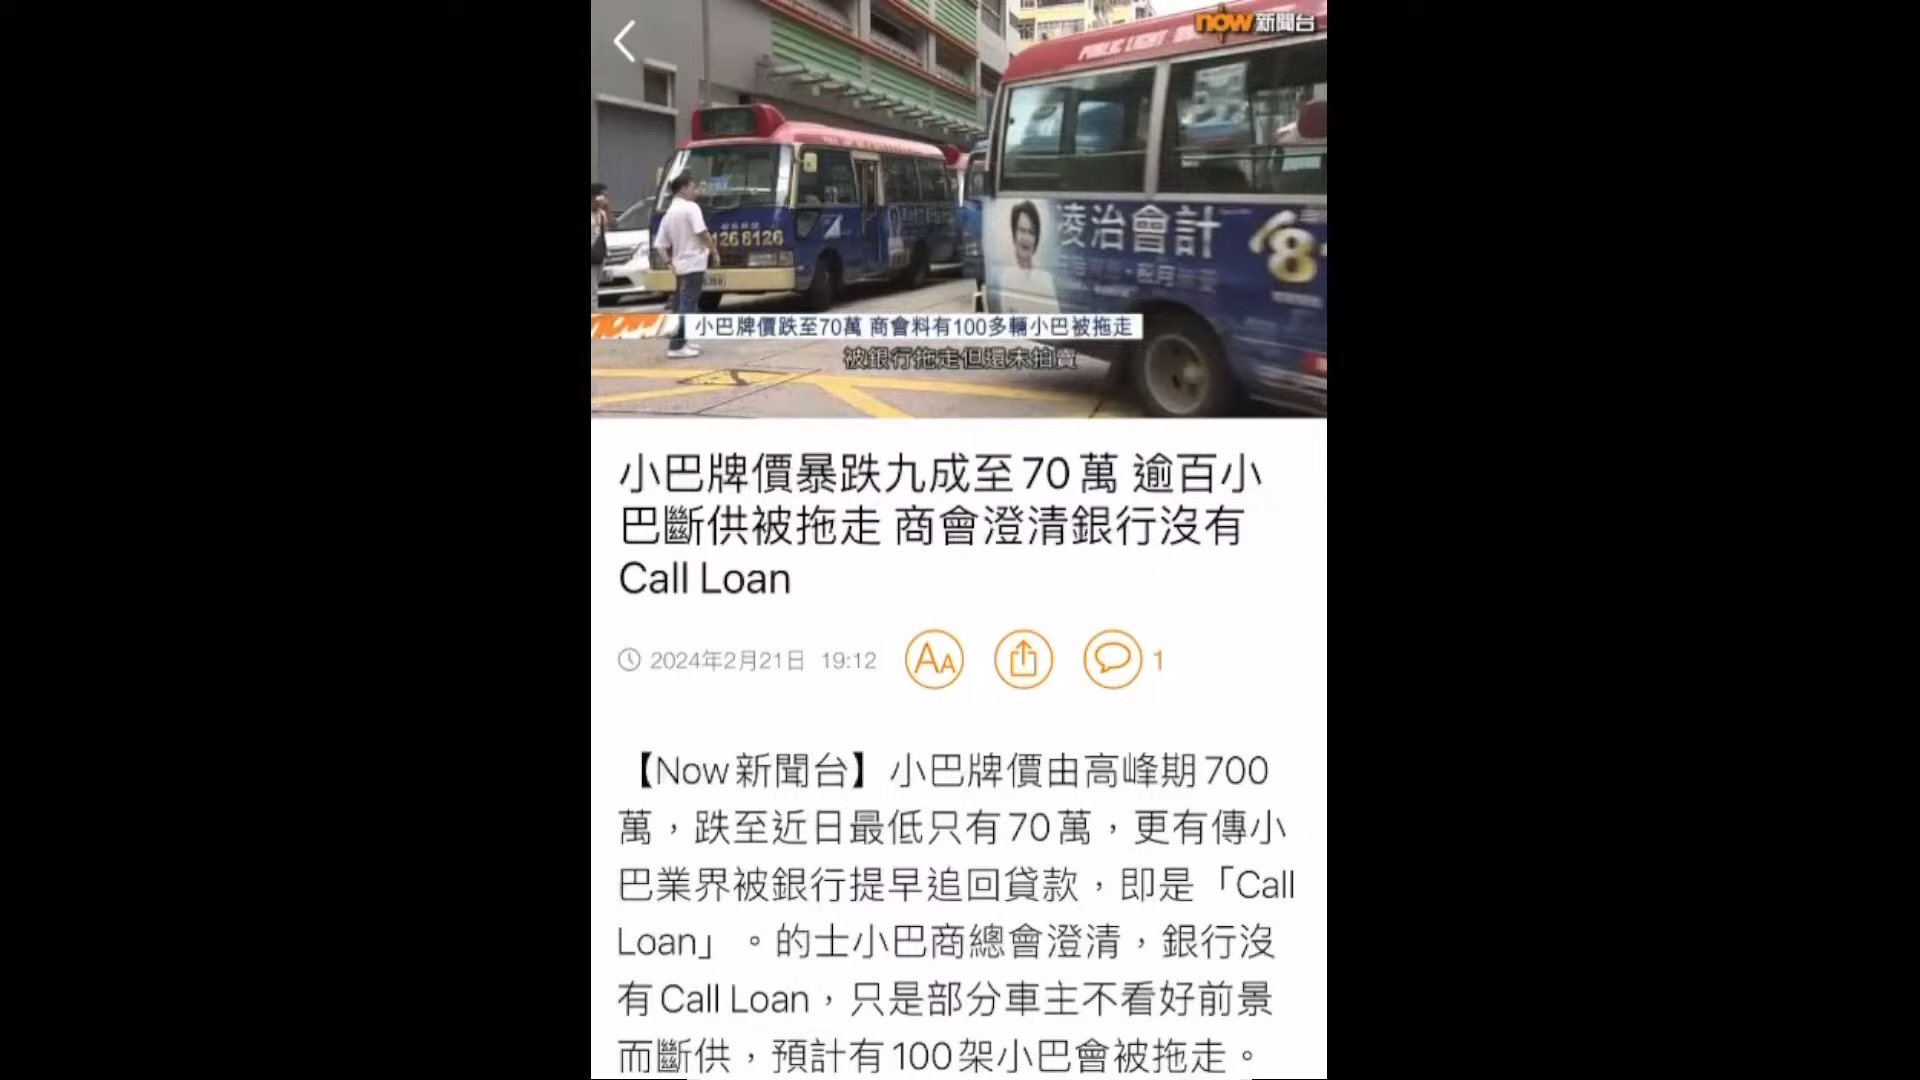 now新聞台
PUBLIC LIGHT
126 8126
凌治會計
小巴牌價跌至70萬 商會料有100多輛小巴被拖走
被銀行拖走但還未拍賣
小巴牌價暴跌九成至70萬 逾百小
巴斷供被拖走 商會澄清銀行沒有
Call Loan
2024年2月21日 19:12
AA
1
【Now新聞台】小巴牌價由高峰期700
萬，跌至近日最低只有70萬，更有傳小
巴業界被銀行提早追回貸款，即是「Call
Loan」。的士小巴商總會澄清，銀行沒
有Call Loan，只是部分車主不看好前景
而斷供，預計有100架小巴會被拖走。